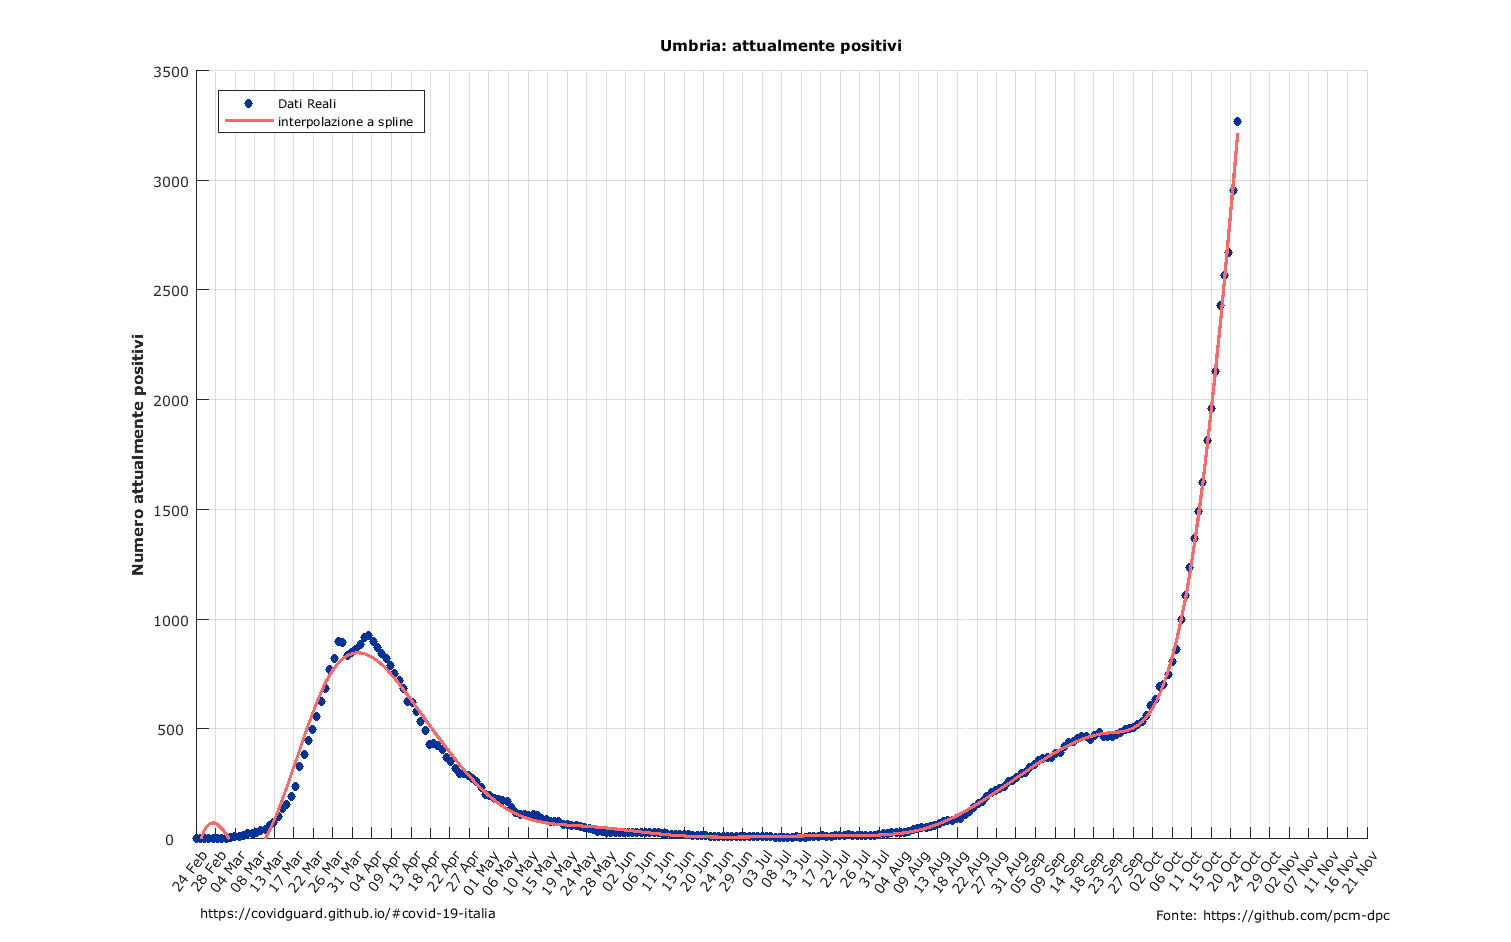 Umbria: attualmente positivi
Dati Reali
interpolazione a spline
Numero attualmente positivi
3500
3000
2500
2000
1500
1000
500
0
24 Feb
28 Feb
04 Mar
08 Mar
13 Mar
17 Mar
22 Mar
26 Mar
31 Mar
04 Apr
09 Apr
13 Apr
18 Apr
22 Apr
27 Apr
01 May
06 May
10 May
15 May
19 May
24 May
28 May
02 Jun
06 Jun
11 Jun
15 Jun
20 Jun
24 Jun
29 Jun
03 Jul
08 Jul
13 Jul
17 Jul
22 Jul
26 Jul
31 Jul
04 Aug
09 Aug
13 Aug
18 Aug
22 Aug
27 Aug
31 Aug
05 Sep
09 Sep
14 Sep
18 Sep
23 Sep
27 Sep
02 Oct
06 Oct
11 Oct
15 Oct
20 Oct
24 Oct
29 Oct
02 Nov
07 Nov
11 Nov
16 Nov
21 Nov
https://covidguard.github.io/#covid-19-italia
Fonte: https://github.com/pcm-dpc